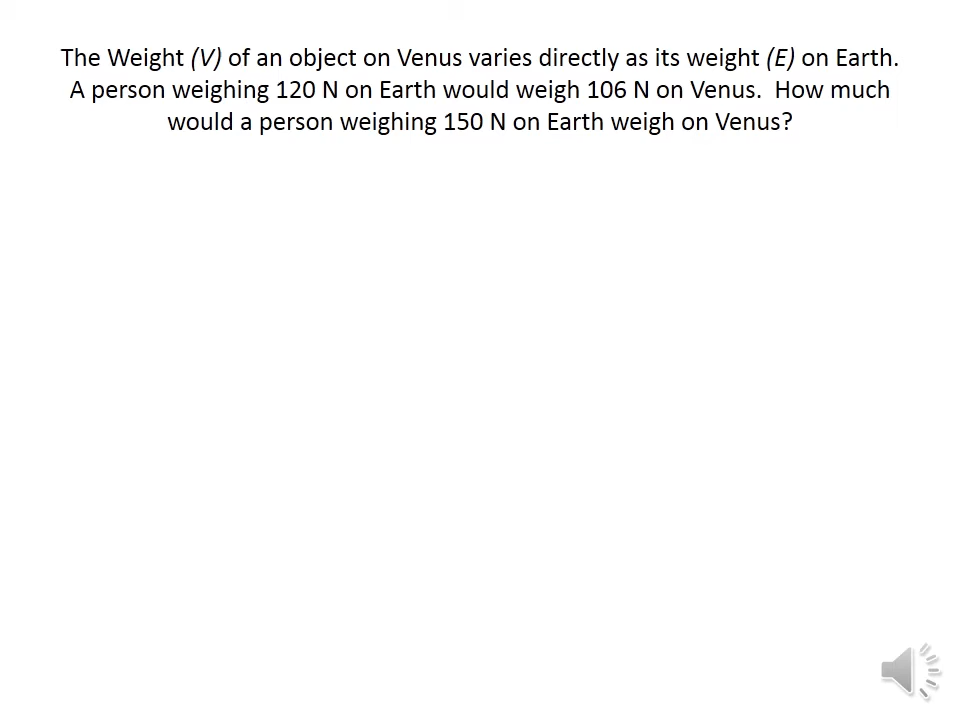 The Weight (V) of an object on Venus varies directly as its weight (E) on Earth.
A person weighing 120 N on Earth would weigh 106 N on Venus.  How much
would a person weighing 150 N on Earth weigh on Venus?